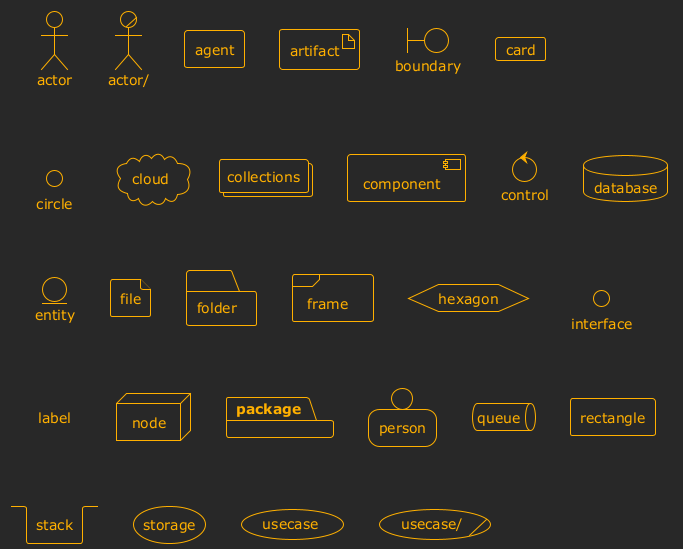 actor
actor/
agent
artifact
boundary
card
circle
cloud
collections
component
control
database
entity
file
folder
frame
hexagon
interface
label
node
package
person
queue
rectangle
stack
storage
usecase
usecase/